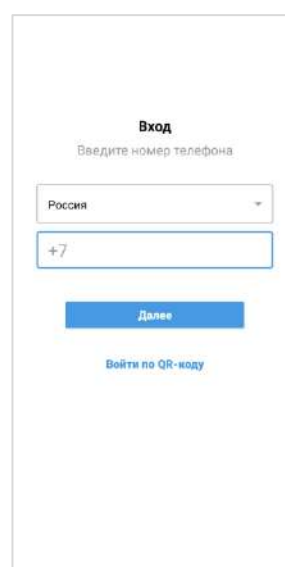 Вход
Введите номер телефона
Россия
+7
Далее
Войти по QR-коду